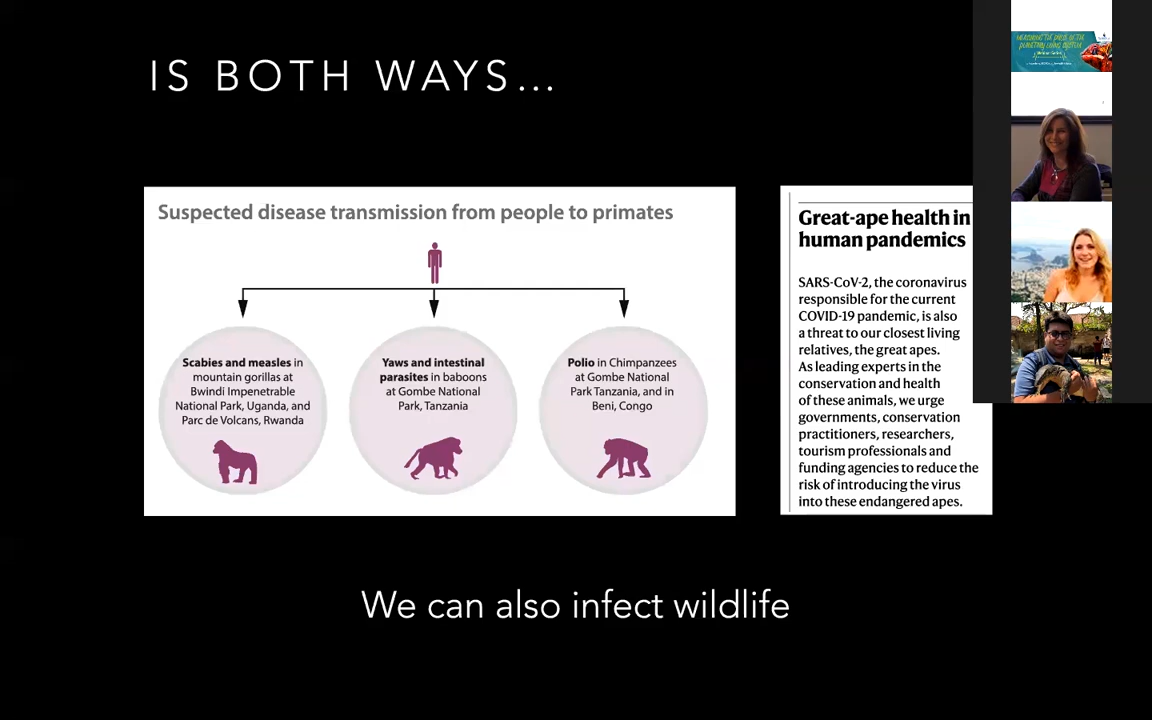 IS BOTH WAYS...
Suspected disease transmission from people to primates
Scabies and measles in
mountain gorillas at
Bwindi Impenetrable
National Park, Uganda, and
Parc de Volcans, Rwanda
Yaws and intestinal
parasites in baboons
at Gombe National
Park, Tanzania
Polio in Chimpanzees
at Gombe National
Park Tanzania, and in
Beni, Congo
Great-ape health in
human pandemics
SARS-CoV-2, the coronavirus
responsible for the current
COVID-19 pandemic, is also
a threat to our closest living
relatives, the great apes.
As leading experts in the
conservation and health
of these animals, we urge
governments, conservation
practitioners, researchers,
tourism professionals and
funding agencies to reduce the
risk of introducing the virus
into these endangered apes.
We can also infect wildlife